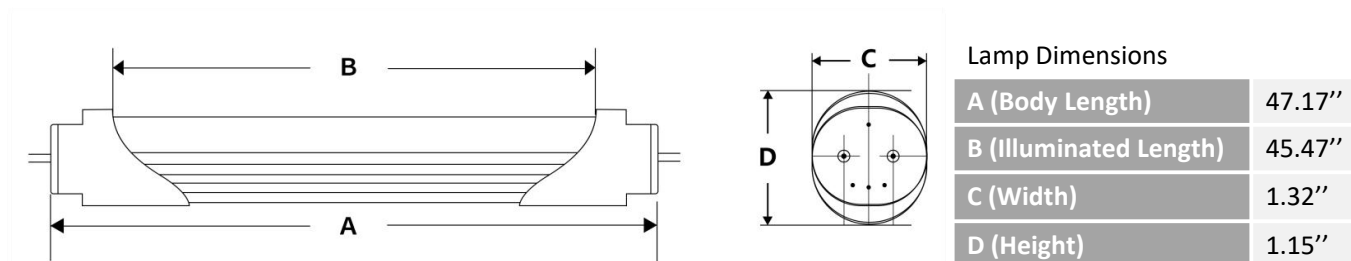 B
A
C
D
Lamp Dimensions
A (Body Length) 47.17’’
B (Illuminated Length) 45.47’’
C (Width) 1.32’’
D (Height) 1.15’’